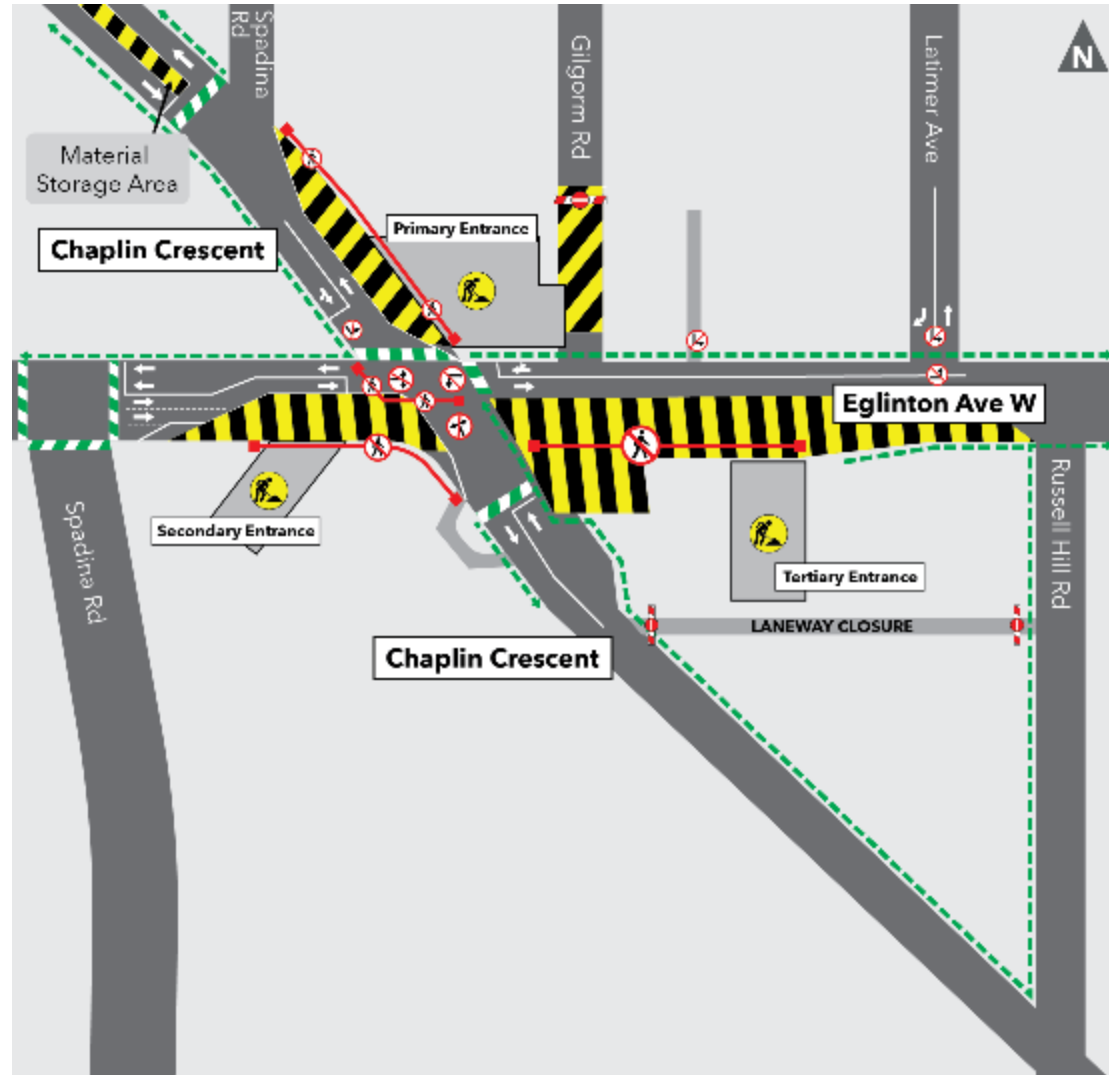 Spadina
Rd
Gilgorm Rd
Latimer Ave
N
Material
Storage Area
Primary Entrance
Chaplin Crescent
Eglinton Ave W
Spadina Rd
Secondary Entrance
Tertiary Entrance
Russell Hill Rd
LANEWAY CLOSURE
Chaplin Crescent